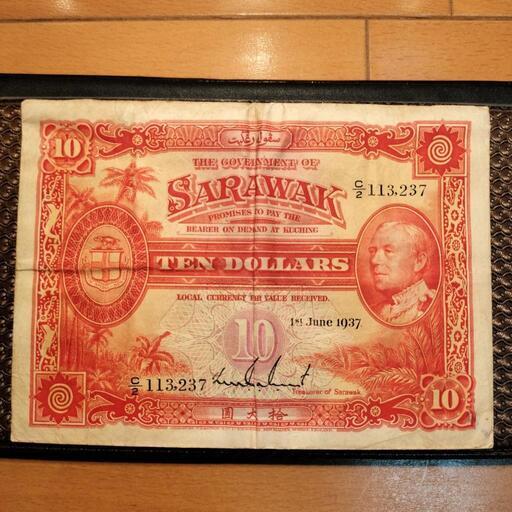 10
THE GOVERNMENT OF
SARAWAK
C/2 113,237
PROMISES TO PAY THE
BEARER ON DEMAND AT KUCHING
TEN DOLLARS
LOCAL CURRENCY FOR VALUE RECEIVED.
10
1st June 1937
C/2 113,237
Treasurer of Sarawak.
圓大拾
10